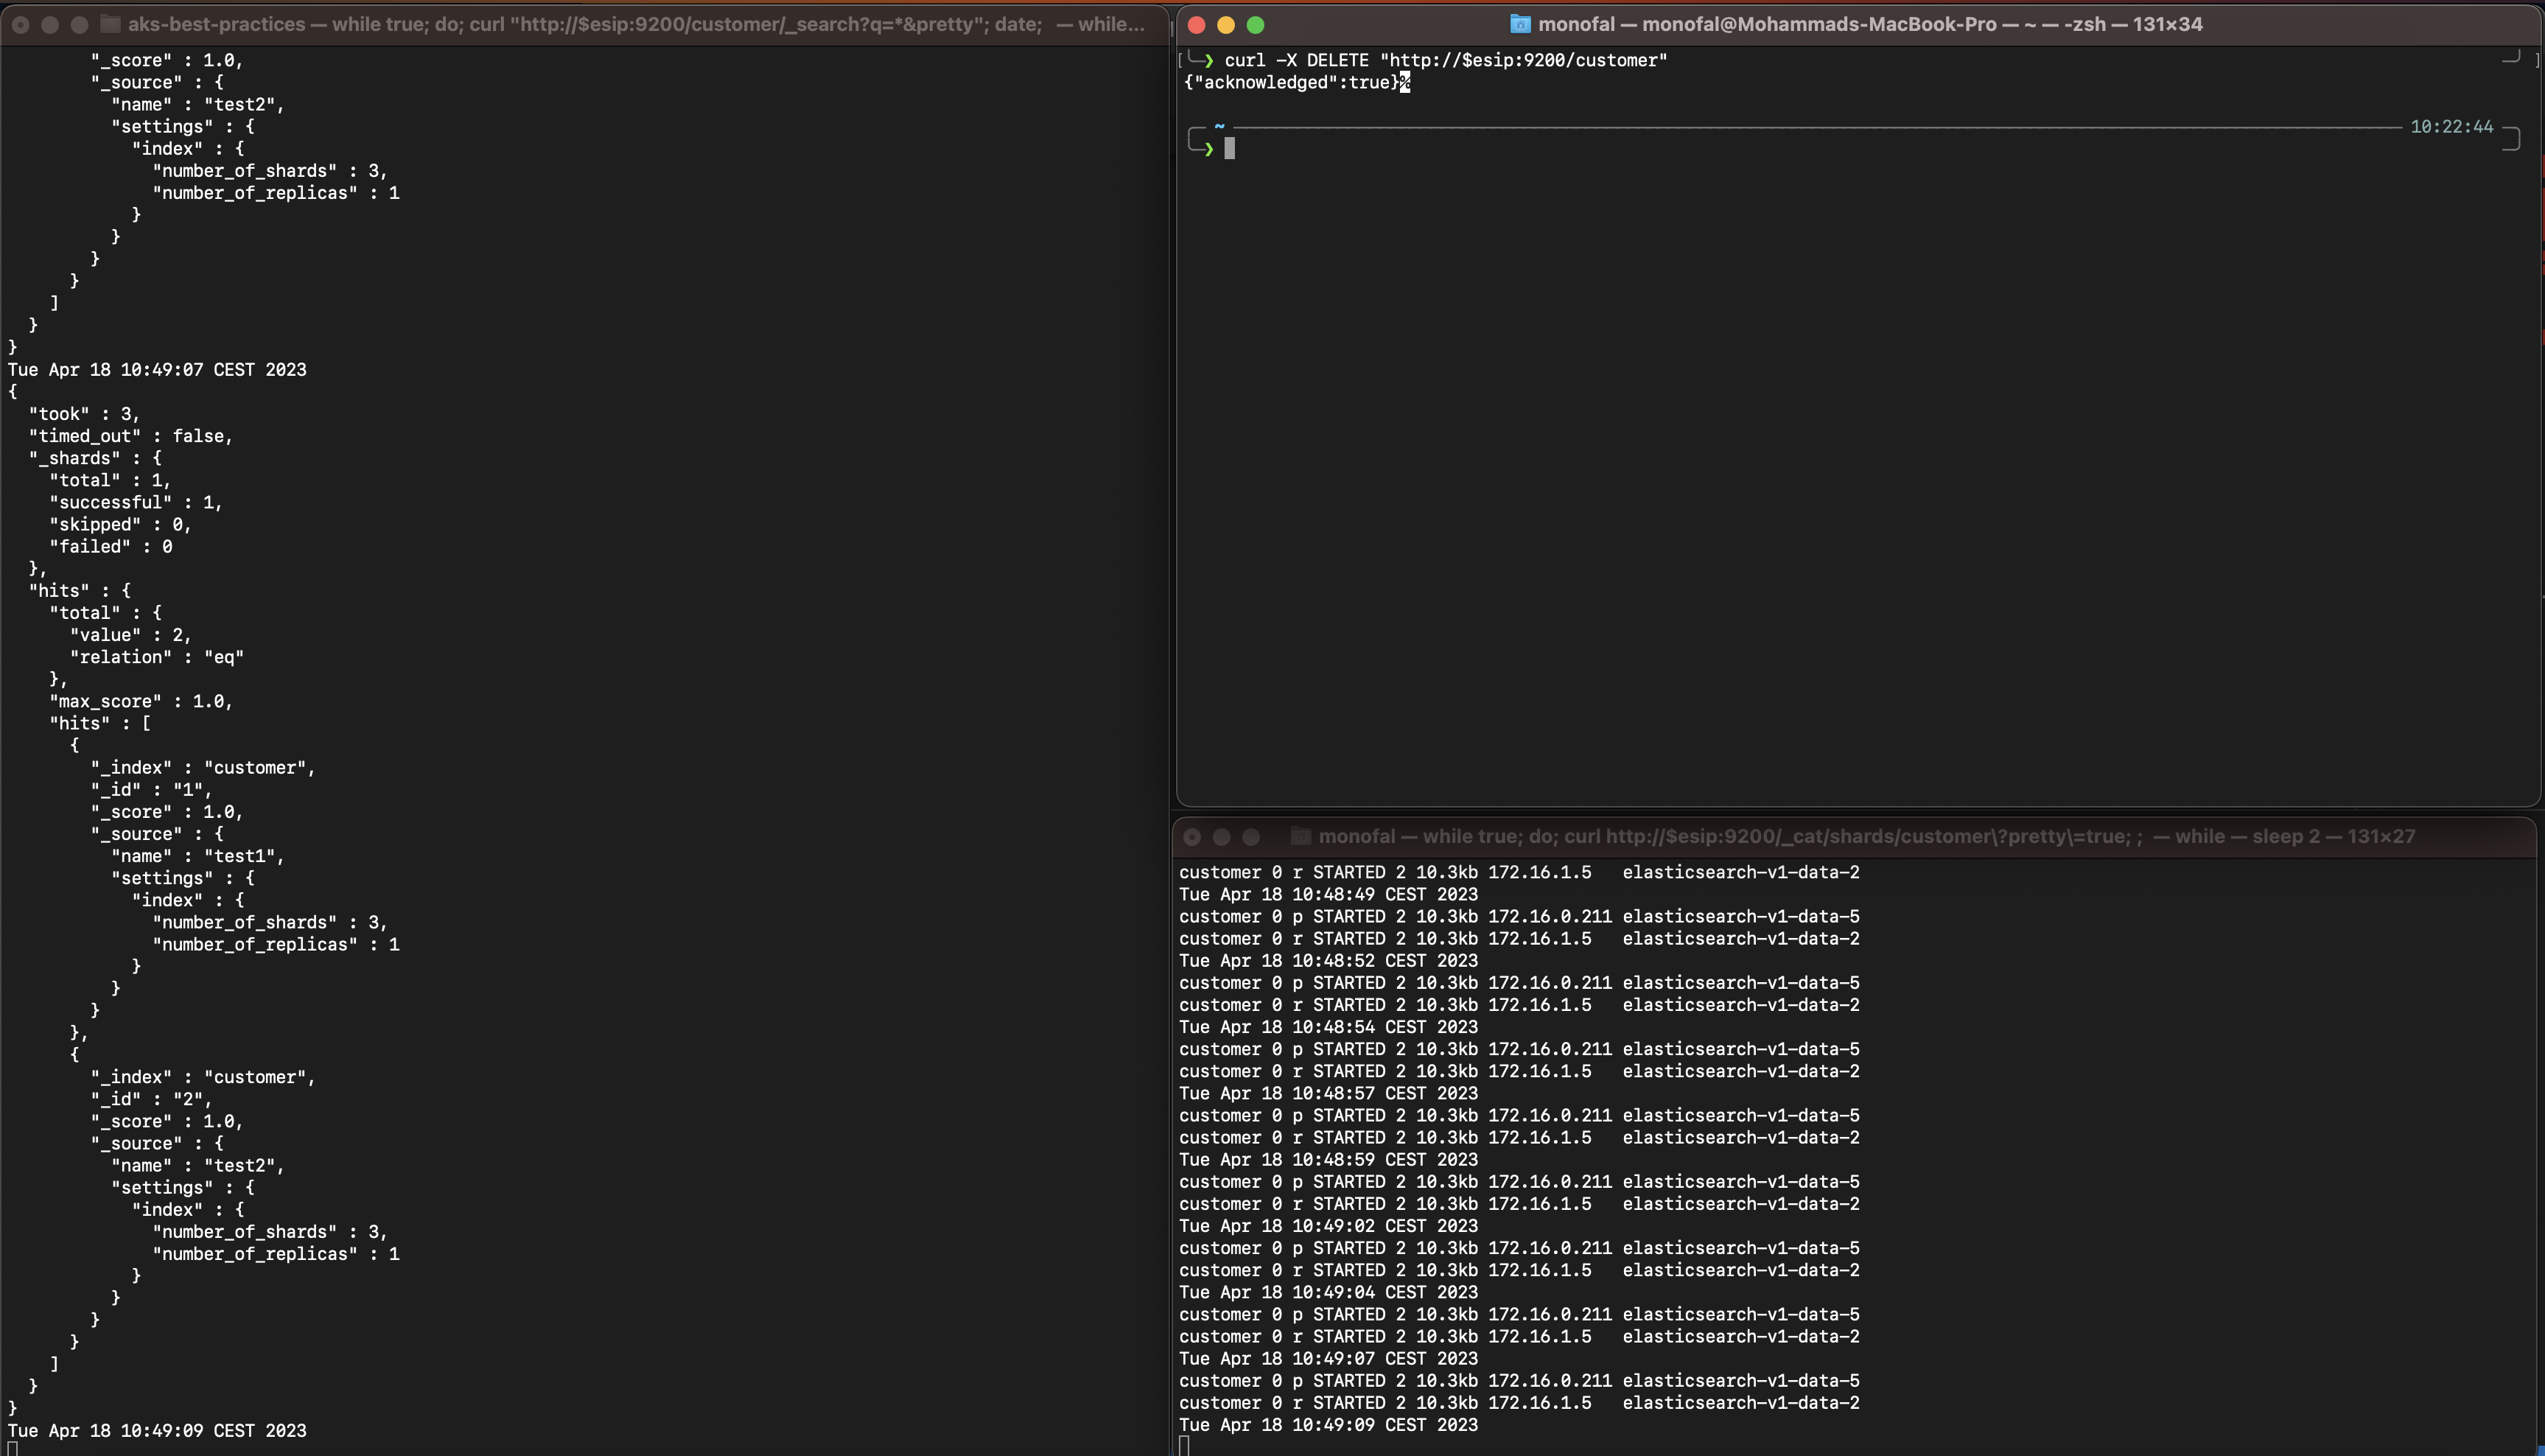 aks-best-practices — while true; do; curl "http://$esip:9200/customer/_search?q=*&pretty"; date; — while...
"_score" : 1.0,
"_source" : {
"name" : "test2",
"settings" : {
"index" : {
"number_of_shards" : 3,
"number_of_replicas" : 1
}
}
}
}
]
}
}
Tue Apr 18 10:49:07 CEST 2023
{
"took" : 3,
"timed_out" : false,
"_shards" : {
"total" : 1,
"successful" : 1,
"skipped" : 0,
"failed" : 0
},
"hits" : {
"total" : {
"value" : 2,
"relation" : "eq"
},
"max_score" : 1.0,
"hits" : [
{
"_index" : "customer",
"_id" : "1",
"_score" : 1.0,
"_source" : {
"name" : "test1",
"settings" : {
"index" : {
"number_of_shards" : 3,
"number_of_replicas" : 1
}
}
}
},
{
"_index" : "customer",
"_id" : "2",
"_score" : 1.0,
"_source" : {
"name" : "test2",
"settings" : {
"index" : {
"number_of_shards" : 3,
"number_of_replicas" : 1
}
}
}
}
]
}
}
Tue Apr 18 10:49:09 CEST 2023
monofal — monofal@Mohammads-MacBook-Pro — ~ — -zsh — 131×34
[ ❯ curl -X DELETE "http://$esip:9200/customer" ]
{"acknowledged":true}%
~ 10:22:44
❯
monofal — while true; do; curl http://$esip:9200/_cat/shards/customer\?pretty\=true; ; — while — sleep 2 — 131×27
customer 0 r STARTED 2 10.3kb 172.16.1.5 elasticsearch-v1-data-2
Tue Apr 18 10:48:49 CEST 2023
customer 0 p STARTED 2 10.3kb 172.16.0.211 elasticsearch-v1-data-5
customer 0 r STARTED 2 10.3kb 172.16.1.5 elasticsearch-v1-data-2
Tue Apr 18 10:48:52 CEST 2023
customer 0 p STARTED 2 10.3kb 172.16.0.211 elasticsearch-v1-data-5
customer 0 r STARTED 2 10.3kb 172.16.1.5 elasticsearch-v1-data-2
Tue Apr 18 10:48:54 CEST 2023
customer 0 p STARTED 2 10.3kb 172.16.0.211 elasticsearch-v1-data-5
customer 0 r STARTED 2 10.3kb 172.16.1.5 elasticsearch-v1-data-2
Tue Apr 18 10:48:57 CEST 2023
customer 0 p STARTED 2 10.3kb 172.16.0.211 elasticsearch-v1-data-5
customer 0 r STARTED 2 10.3kb 172.16.1.5 elasticsearch-v1-data-2
Tue Apr 18 10:48:59 CEST 2023
customer 0 p STARTED 2 10.3kb 172.16.0.211 elasticsearch-v1-data-5
customer 0 r STARTED 2 10.3kb 172.16.1.5 elasticsearch-v1-data-2
Tue Apr 18 10:49:02 CEST 2023
customer 0 p STARTED 2 10.3kb 172.16.0.211 elasticsearch-v1-data-5
customer 0 r STARTED 2 10.3kb 172.16.1.5 elasticsearch-v1-data-2
Tue Apr 18 10:49:04 CEST 2023
customer 0 p STARTED 2 10.3kb 172.16.0.211 elasticsearch-v1-data-5
customer 0 r STARTED 2 10.3kb 172.16.1.5 elasticsearch-v1-data-2
Tue Apr 18 10:49:07 CEST 2023
customer 0 p STARTED 2 10.3kb 172.16.0.211 elasticsearch-v1-data-5
customer 0 r STARTED 2 10.3kb 172.16.1.5 elasticsearch-v1-data-2
Tue Apr 18 10:49:09 CEST 2023